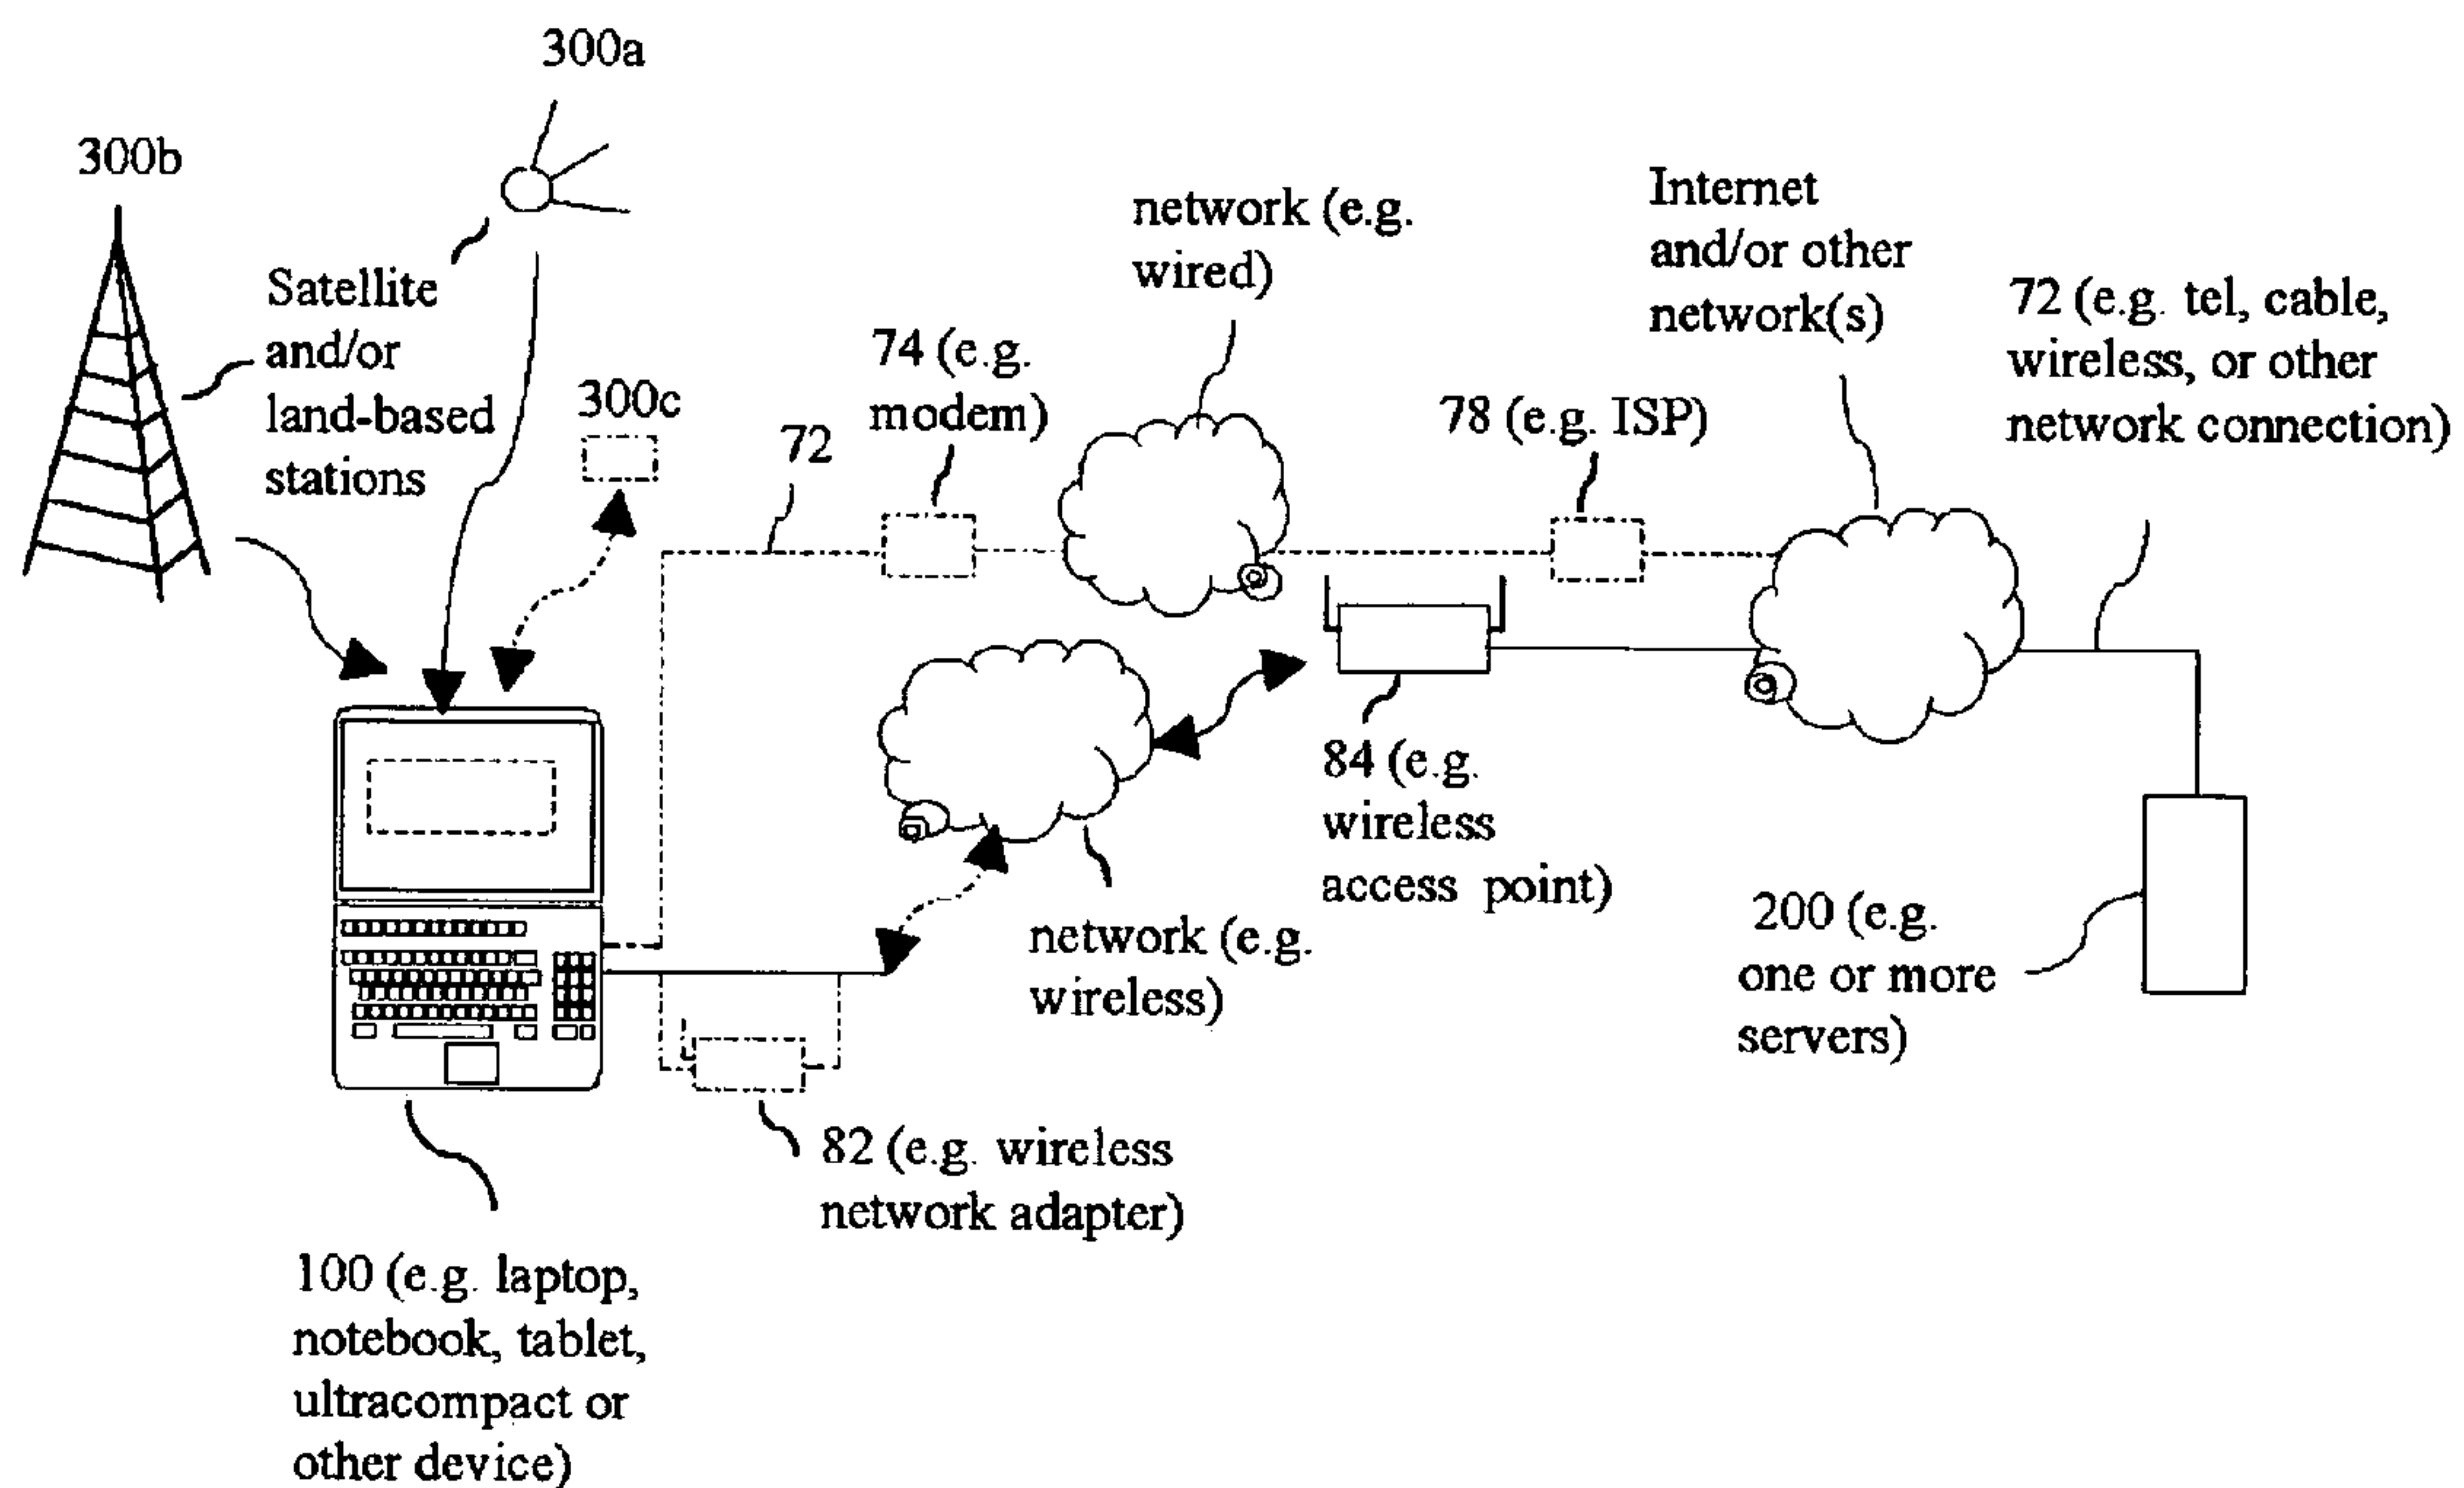 300a
300b
Satellite
and/or
land-based
stations
300c
72
74 (e.g.
modem)
network (e.g.
wired)
78 (e.g. ISP)
Internet
and/or other
network(s)
72 (e.g. tel, cable,
wireless, or other
network connection)
84 (e.g.
wireless
access point)
network (e.g.
wireless)
200 (e.g.
one or more
servers)
82 (e.g. wireless
network adapter)
100 (e.g. laptop,
notebook, tablet,
ultracompact or
other device)